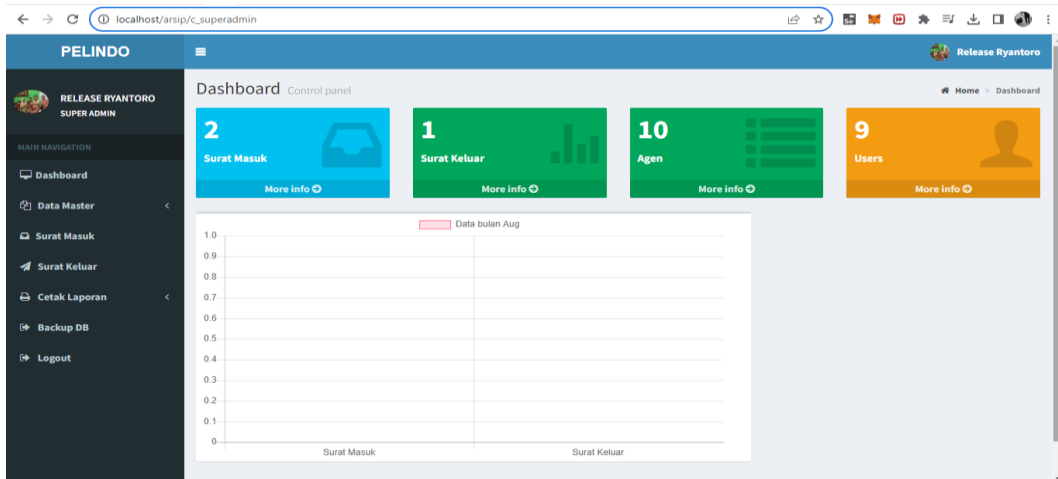 localhost/arsip/c_superadmin
PELINDO
Release Ryantoro
RELEASE RYANTORO
SUPER ADMIN
MAIN NAVIGATION
Dashboard
Data Master
Surat Masuk
Surat Keluar
Cetak Laporan
Backup DB
Logout
Dashboard Control panel
Home > Dashboard
2
Surat Masuk
More info
1
Surat Keluar
More info
10
Agen
More info
9
Users
More info
Data bulan Aug
1.0
0.9
0.8
0.7
0.6
0.5
0.4
0.3
0.2
0.1
0
Surat Masuk Surat Keluar